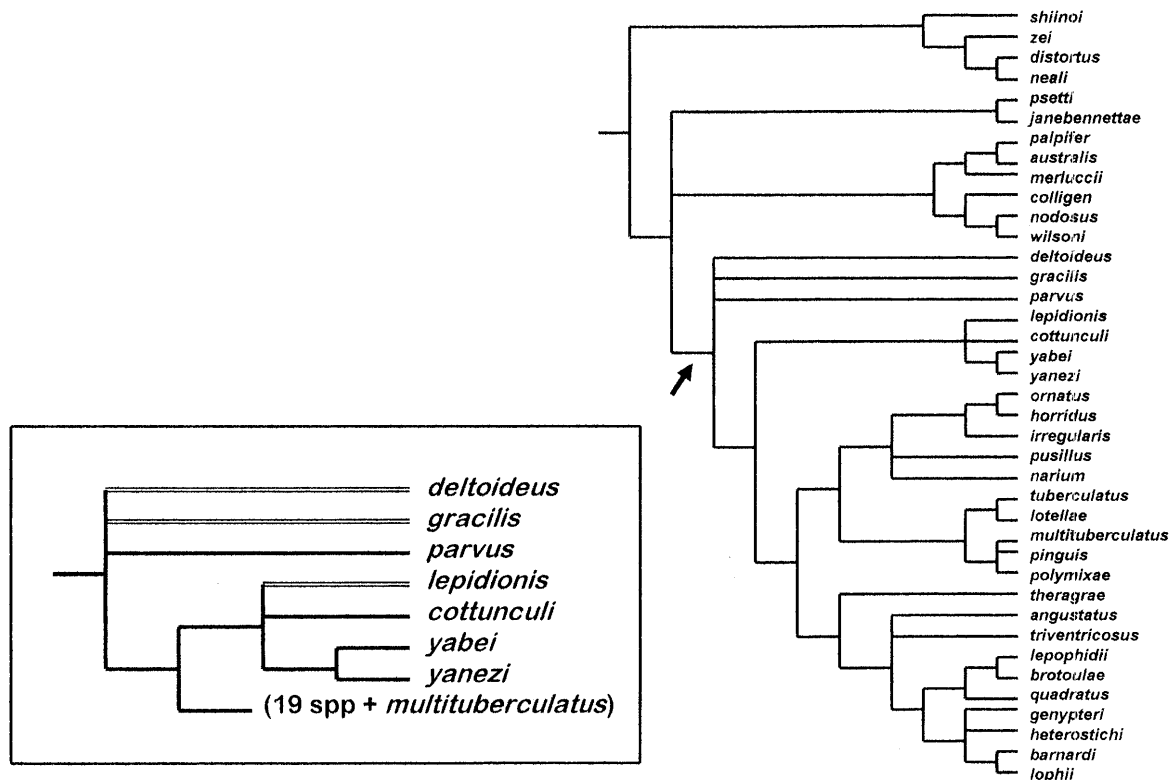 shiinoi
zei
distortus
neali
psetti
janebennettae
palpifer
australis
merluccii
colligen
nodosus
wilsoni
deltoideus
gracilis
parvus
lepidionis
cottunculi
yabei
yanezi
ornatus
horridus
irregularis
pusillus
narium
tuberculatus
lotellae
multituberculatus
pinguis
polymixae
theragrae
angustatus
triventricosus
lepophidii
brotoulae
quadratus
genypteri
heterostichi
barnardi
lophii
deltoideus
gracilis
parvus
lepidionis
cottunculi
yabei
yanezi
(19 spp + multituberculatus)